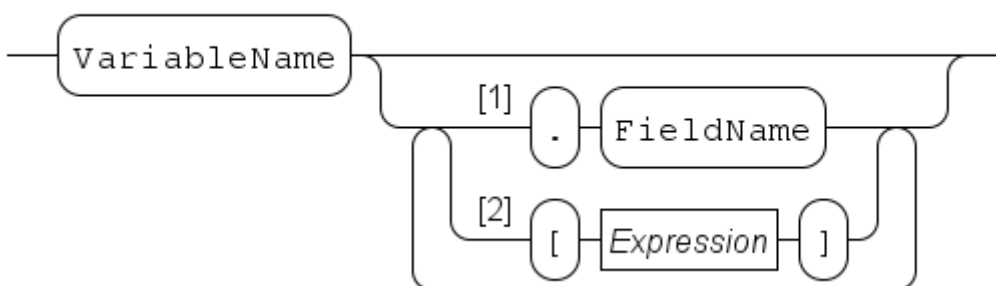 VariableName
[1] . FieldName
[2] [ Expression ]